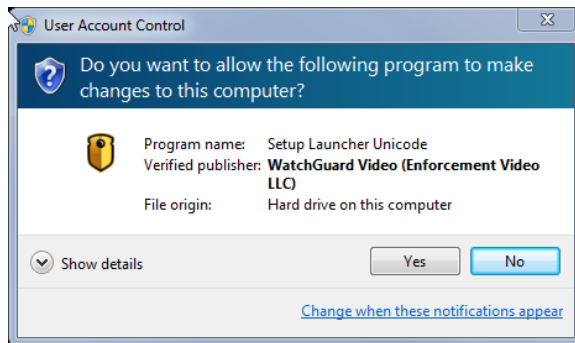 User Account Control
Do you want to allow the following program to make
changes to this computer?
Program name: Setup Launcher Unicode
Verified publisher: WatchGuard Video (Enforcement Video
LLC)
File origin: Hard drive on this computer
Show details
Yes
No
Change when these notifications appear